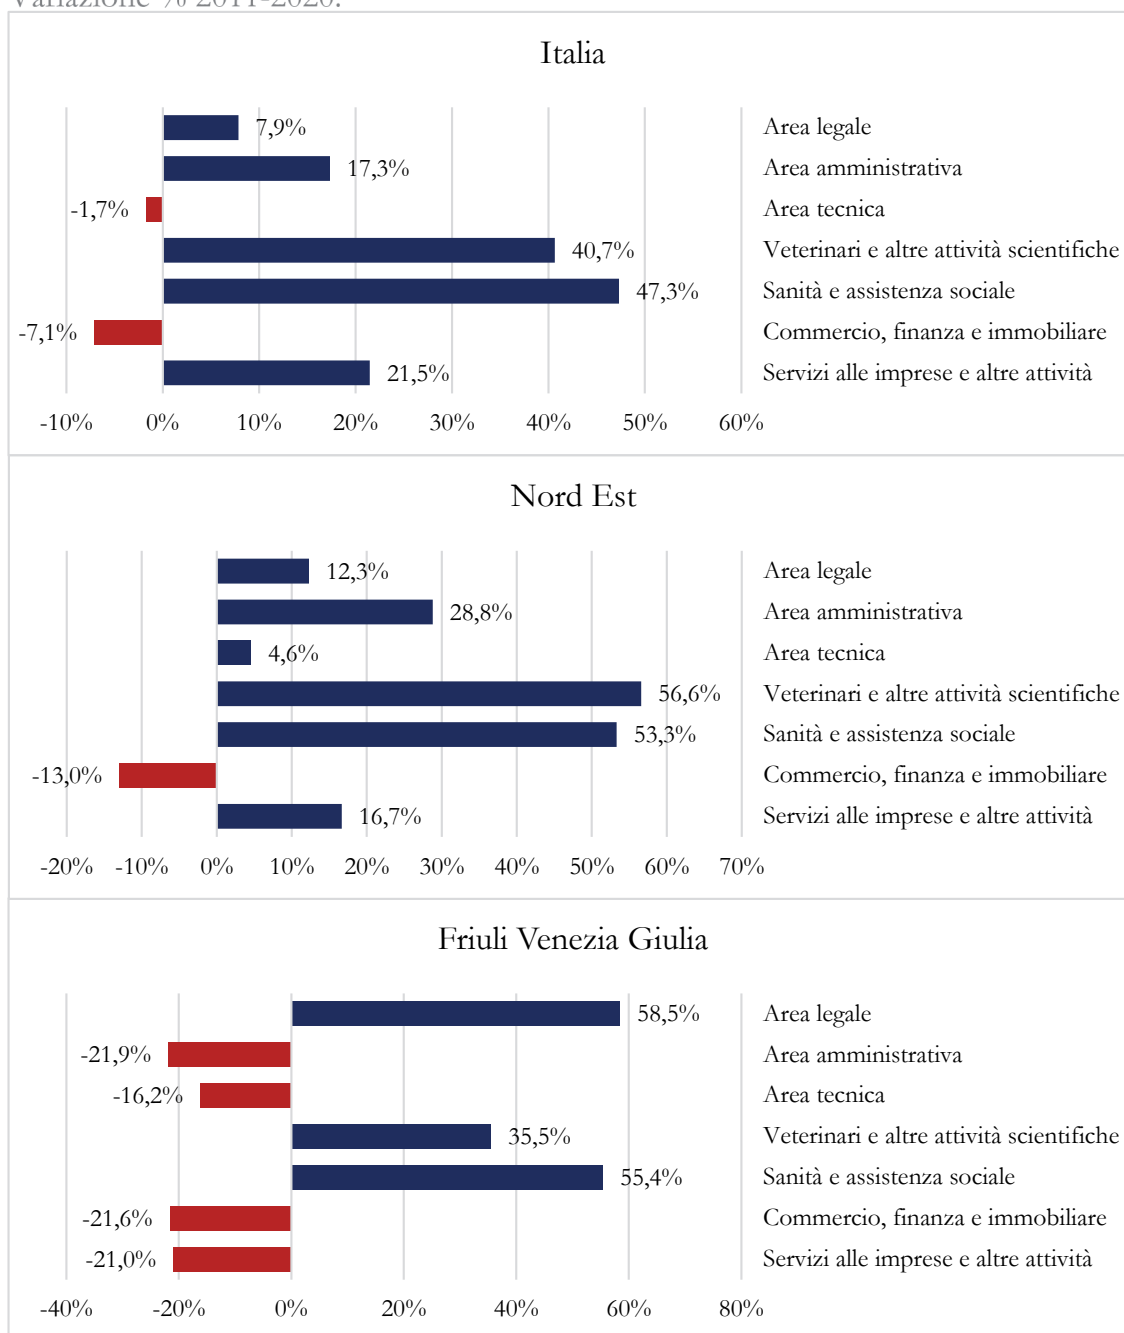 Variazione % 2011-2020.
Italia
7,9% Area legale
17,3% Area amministrativa
-1,7% Area tecnica
40,7% Veterinari e altre attività scientifiche
47,3% Sanità e assistenza sociale
-7,1% Commercio, finanza e immobiliare
21,5% Servizi alle imprese e altre attività
-10% 0% 10% 20% 30% 40% 50% 60%
Nord Est
12,3% Area legale
28,8% Area amministrativa
4,6% Area tecnica
56,6% Veterinari e altre attività scientifiche
53,3% Sanità e assistenza sociale
-13,0% Commercio, finanza e immobiliare
16,7% Servizi alle imprese e altre attività
-20% -10% 0% 10% 20% 30% 40% 50% 60% 70%
Friuli Venezia Giulia
58,5% Area legale
-21,9% Area amministrativa
-16,2% Area tecnica
35,5% Veterinari e altre attività scientifiche
55,4% Sanità e assistenza sociale
-21,6% Commercio, finanza e immobiliare
-21,0% Servizi alle imprese e altre attività
-40% -20% 0% 20% 40% 60% 80%